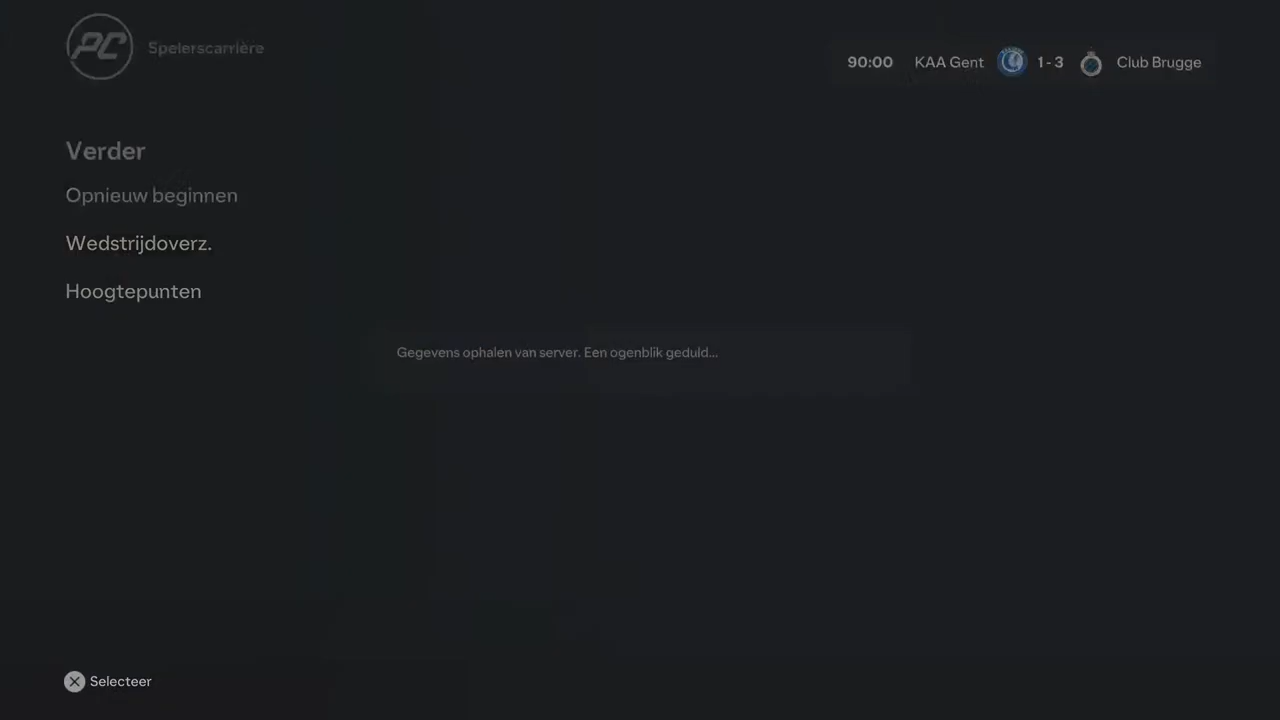 PC Spelerscarrière
90:00 KAA Gent 1 - 3 Club Brugge
Verder
Opnieuw beginnen
Wedstrijdoverz.
Hoogtepunten
Gegevens ophalen van server. Een ogenblik geduld...
Selecteer